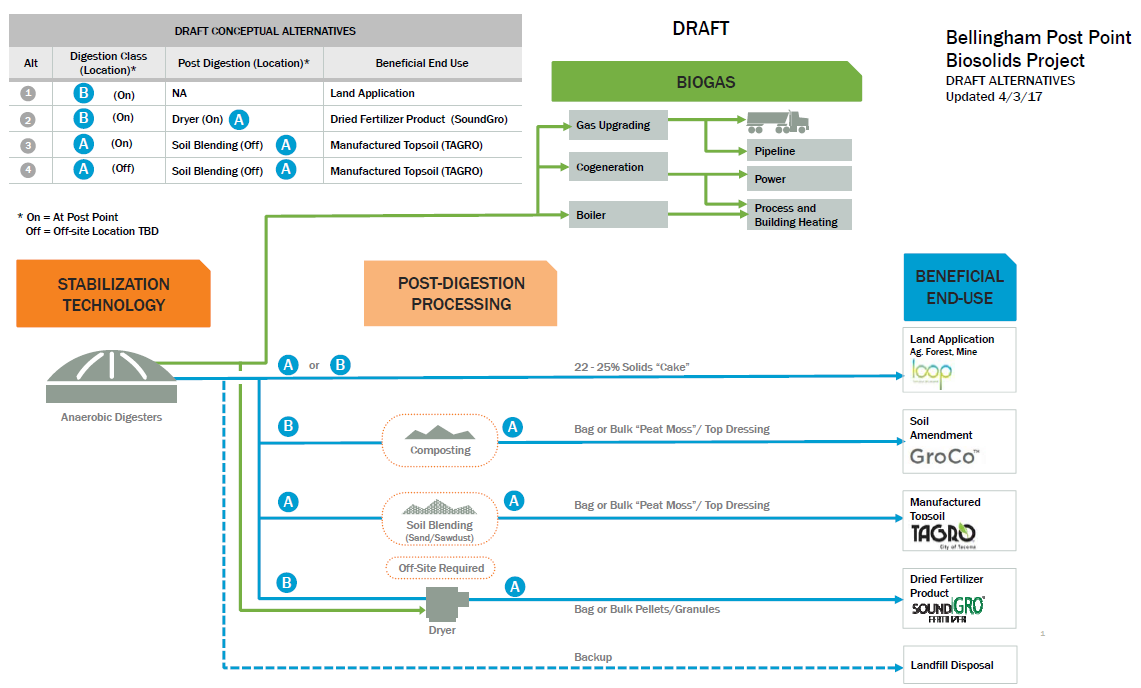 DRAFT CONCEPTUAL ALTERNATIVES
Alt
Digestion Class
(Location)*
Post Digestion (Location)*
Beneficial End Use
1
B (On)
NA
Land Application
2
B (On)
Dryer (On) A
Dried Fertilizer Product (SoundGro)
3
A (On)
Soil Blending (Off) A
Manufactured Topsoil (TAGRO)
4
A (Off)
Soil Blending (Off) A
Manufactured Topsoil (TAGRO)
* On = At Post Point
Off = Off-site Location TBD
DRAFT
Bellingham Post Point
Biosolids Project
DRAFT ALTERNATIVES
Updated 4/3/17
BIOGAS
Gas Upgrading
Pipeline
Cogeneration
Power
Boiler
Process and
Building Heating
STABILIZATION
TECHNOLOGY
POST-DIGESTION
PROCESSING
BENEFICIAL
END-USE
Anaerobic Digesters
A or B
22 - 25% Solids “Cake”
Land Application
Ag. Forest, Mine
loop
B
Composting
A
Bag or Bulk “Peat Moss”/ Top Dressing
Soil
Amendment
GroCo™
A
Soil Blending
(Sand/Sawdust)
A
Bag or Bulk “Peat Moss”/ Top Dressing
Manufactured
Topsoil
TAGRO
City of Tacoma
Off-Site Required
B
Dryer
A
Bag or Bulk Pellets/Granules
Dried Fertilizer
Product
SOUNDGRO
FERTILIZER
Backup
Landfill Disposal
1